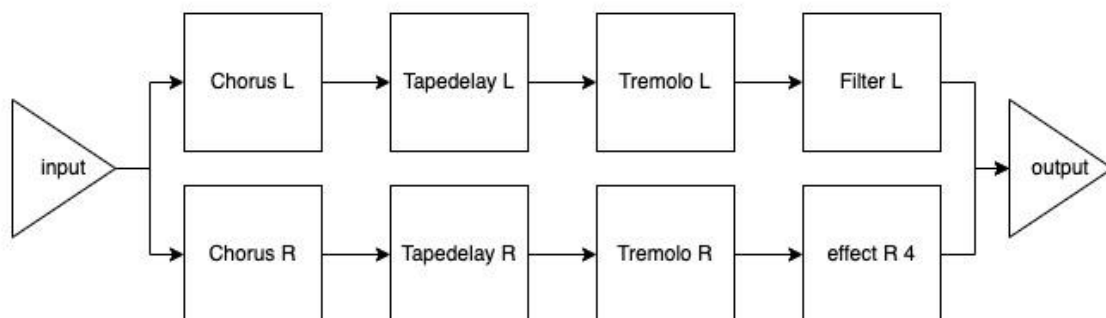 input
Chorus L
Tapedelay L
Tremolo L
Filter L
output
Chorus R
Tapedelay R
Tremolo R
effect R 4